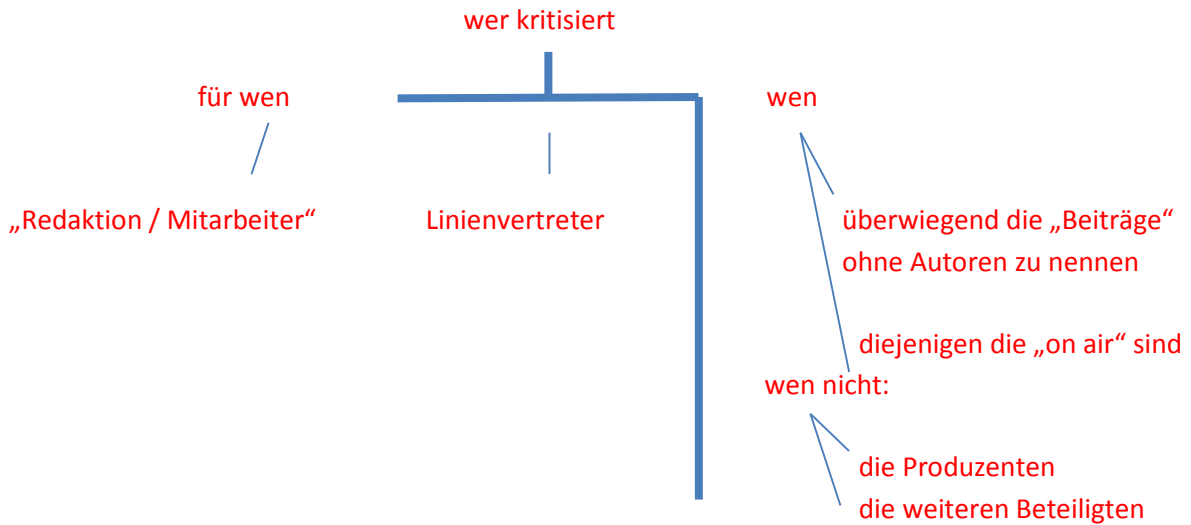 wer kritisiert
für wen
wen
„Redaktion / Mitarbeiter“
Linienvertreter
überwiegend die „Beiträge“
ohne Autoren zu nennen
diejenigen die „on air“ sind
wen nicht:
die Produzenten
die weiteren Beteiligten